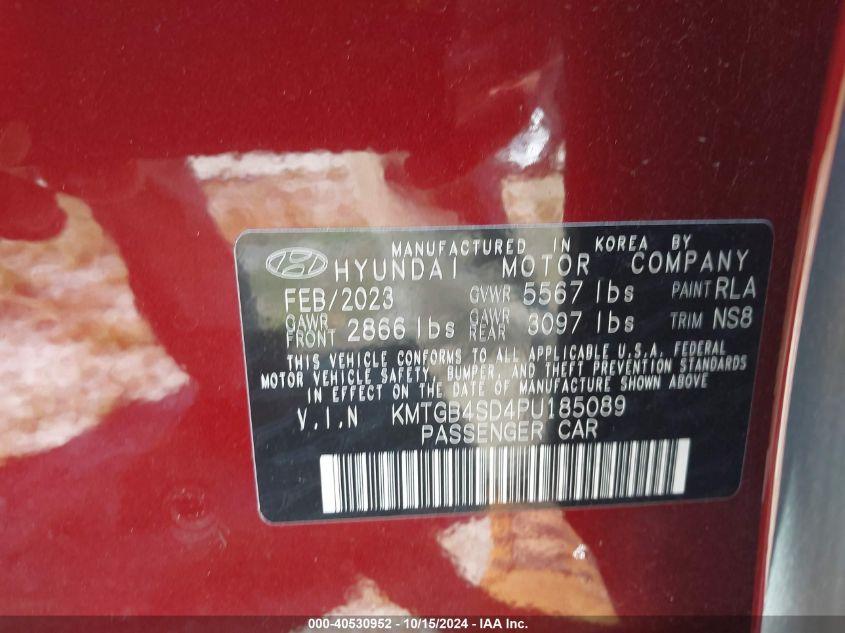 MANUFACTURED IN KOREA BY
HYUNDAI MOTOR COMPANY
FEB/2023 GVWR 5567 lbs PAINT RLA
GAWR FRONT 2866 lbs GAWR REAR 3097 lbs TRIM NS8
THIS VEHICLE CONFORMS TO ALL APPLICABLE U.S.A. FEDERAL
MOTOR VEHICLE SAFETY, BUMPER, AND THEFT PREVENTION STANDARDS
IN EFFECT ON THE DATE OF MANUFACTURE SHOWN ABOVE
V.I.N KMTGB4SD4PU185089
PASSENGER CAR
000-40530952 - 10/15/2024 - IAA Inc.